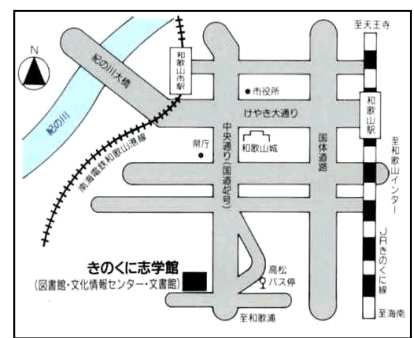 至天王寺
N
紀の川大橋
和歌山市駅
市役所
けやき大通り
和歌山駅
紀の川
県庁
中央通り(国道42号)
和歌山城
国体道路
至和歌山インター
南海電鉄和歌山港線
JRきのくに線
きのくに志学館
(図書館・文化情報センター・文書館)
高松
バス停
至和歌浦
至海南